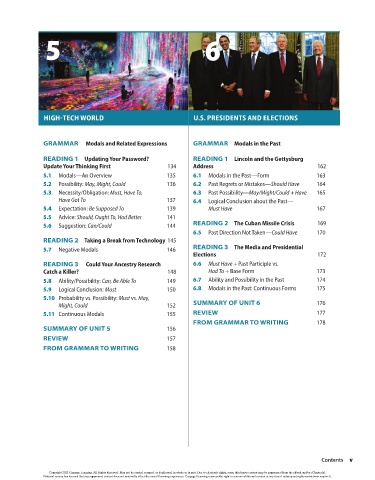 5
6
HIGH-TECH WORLD
U.S. PRESIDENTS AND ELECTIONS
GRAMMAR Modals and Related Expressions
READING 1 Updating Your Password?
Update Your Thinking First 134
5.1 Modals—An Overview 135
5.2 Possibility: May, Might, Could 136
5.3 Necessity/Obligation: Must, Have To,
Have Got To 137
5.4 Expectation: Be Supposed To 139
5.5 Advice: Should, Ought To, Had Better 141
5.6 Suggestion: Can/Could 144
READING 2 Taking a Break from Technology 145
5.7 Negative Modals 146
READING 3 Could Your Ancestry Research
Catch a Killer? 148
5.8 Ability/Possibility: Can, Be Able To 149
5.9 Logical Conclusion: Must 150
5.10 Probability vs. Possibility: Must vs. May,
Might, Could 152
5.11 Continuous Modals 155
SUMMARY OF UNIT 5 156
REVIEW 157
FROM GRAMMAR TO WRITING 158
GRAMMAR Modals in the Past
READING 1 Lincoln and the Gettysburg
Address 162
6.1 Modals in the Past—Form 163
6.2 Past Regrets or Mistakes—Should Have 164
6.3 Past Possibility—May/Might/Could + Have 165
6.4 Logical Conclusion about the Past—
Must Have 167
READING 2 The Cuban Missile Crisis 169
6.5 Past Direction Not Taken—Could Have 170
READING 3 The Media and Presidential
Elections 172
6.6 Must Have + Past Participle vs.
Had To + Base Form 173
6.7 Ability and Possibility in the Past 174
6.8 Modals in the Past: Continuous Forms 175
SUMMARY OF UNIT 6 176
REVIEW 177
FROM GRAMMAR TO WRITING 178
Contents v